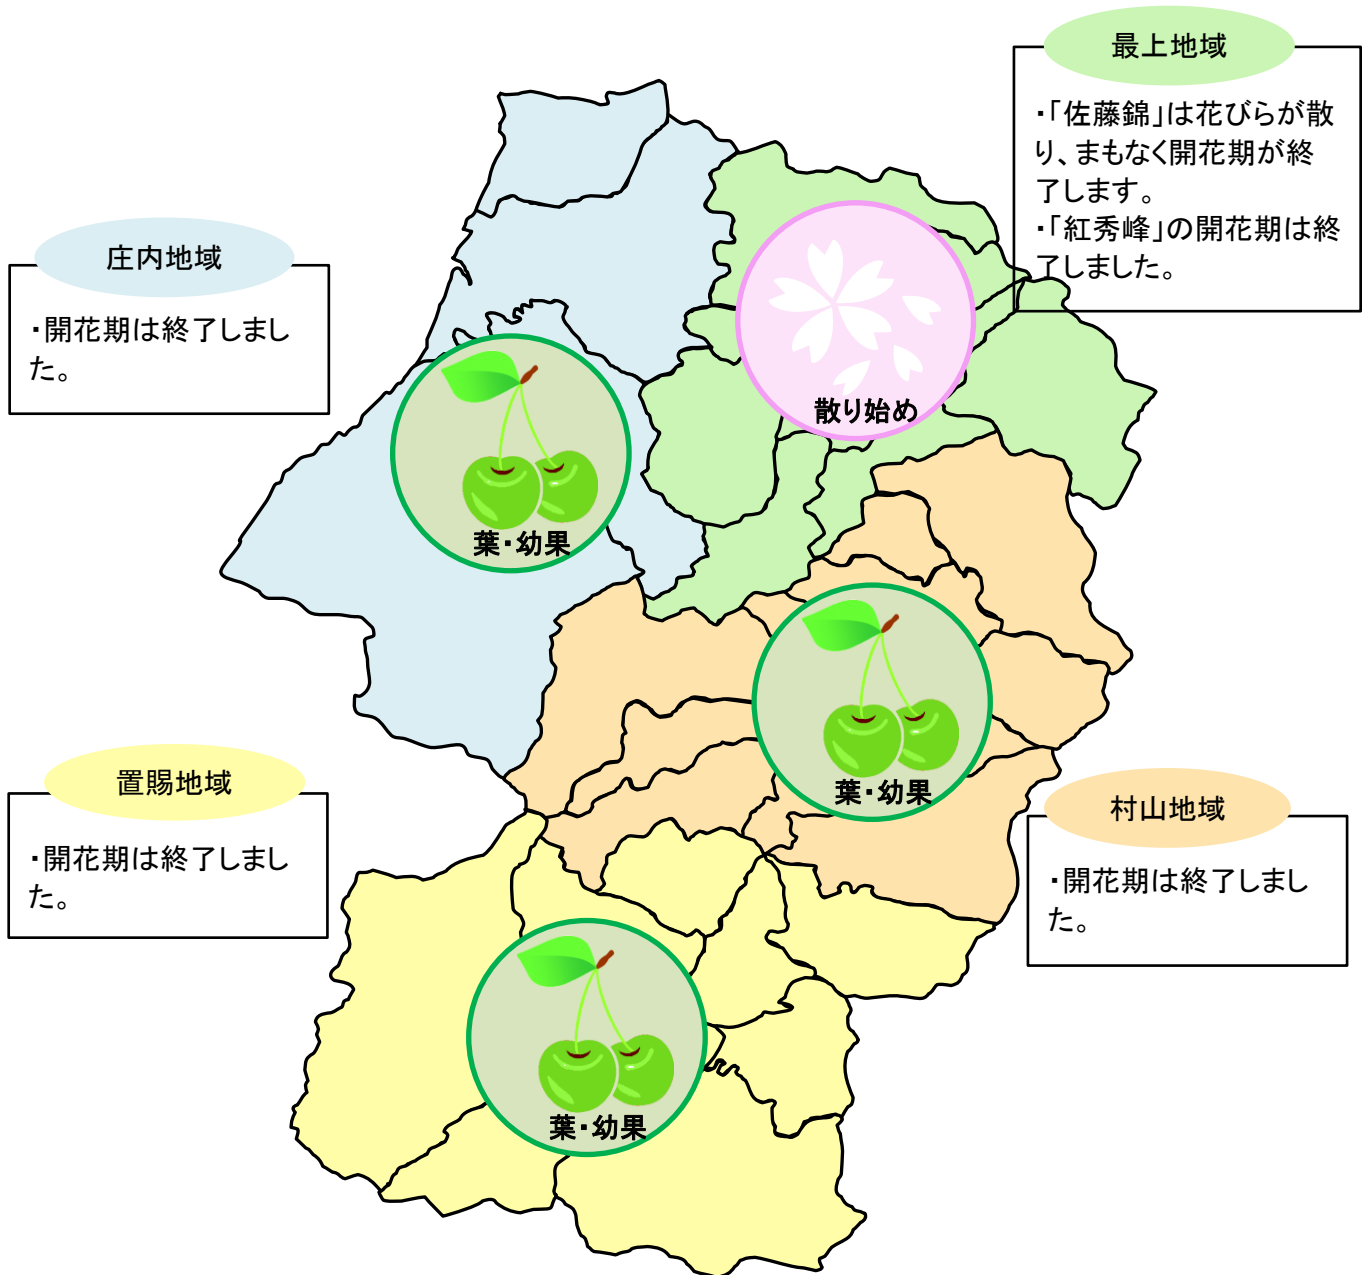 最上地域
・「佐藤錦」は花びらが散
り、まもなく開花期が終
了します。
・「紅秀峰」の開花期は終
了しました。
庄内地域
・開花期は終了しまし
た。
散り始め
葉・幼果
葉・幼果
置賜地域
・開花期は終了しまし
た。
村山地域
・開花期は終了しまし
た。
葉・幼果